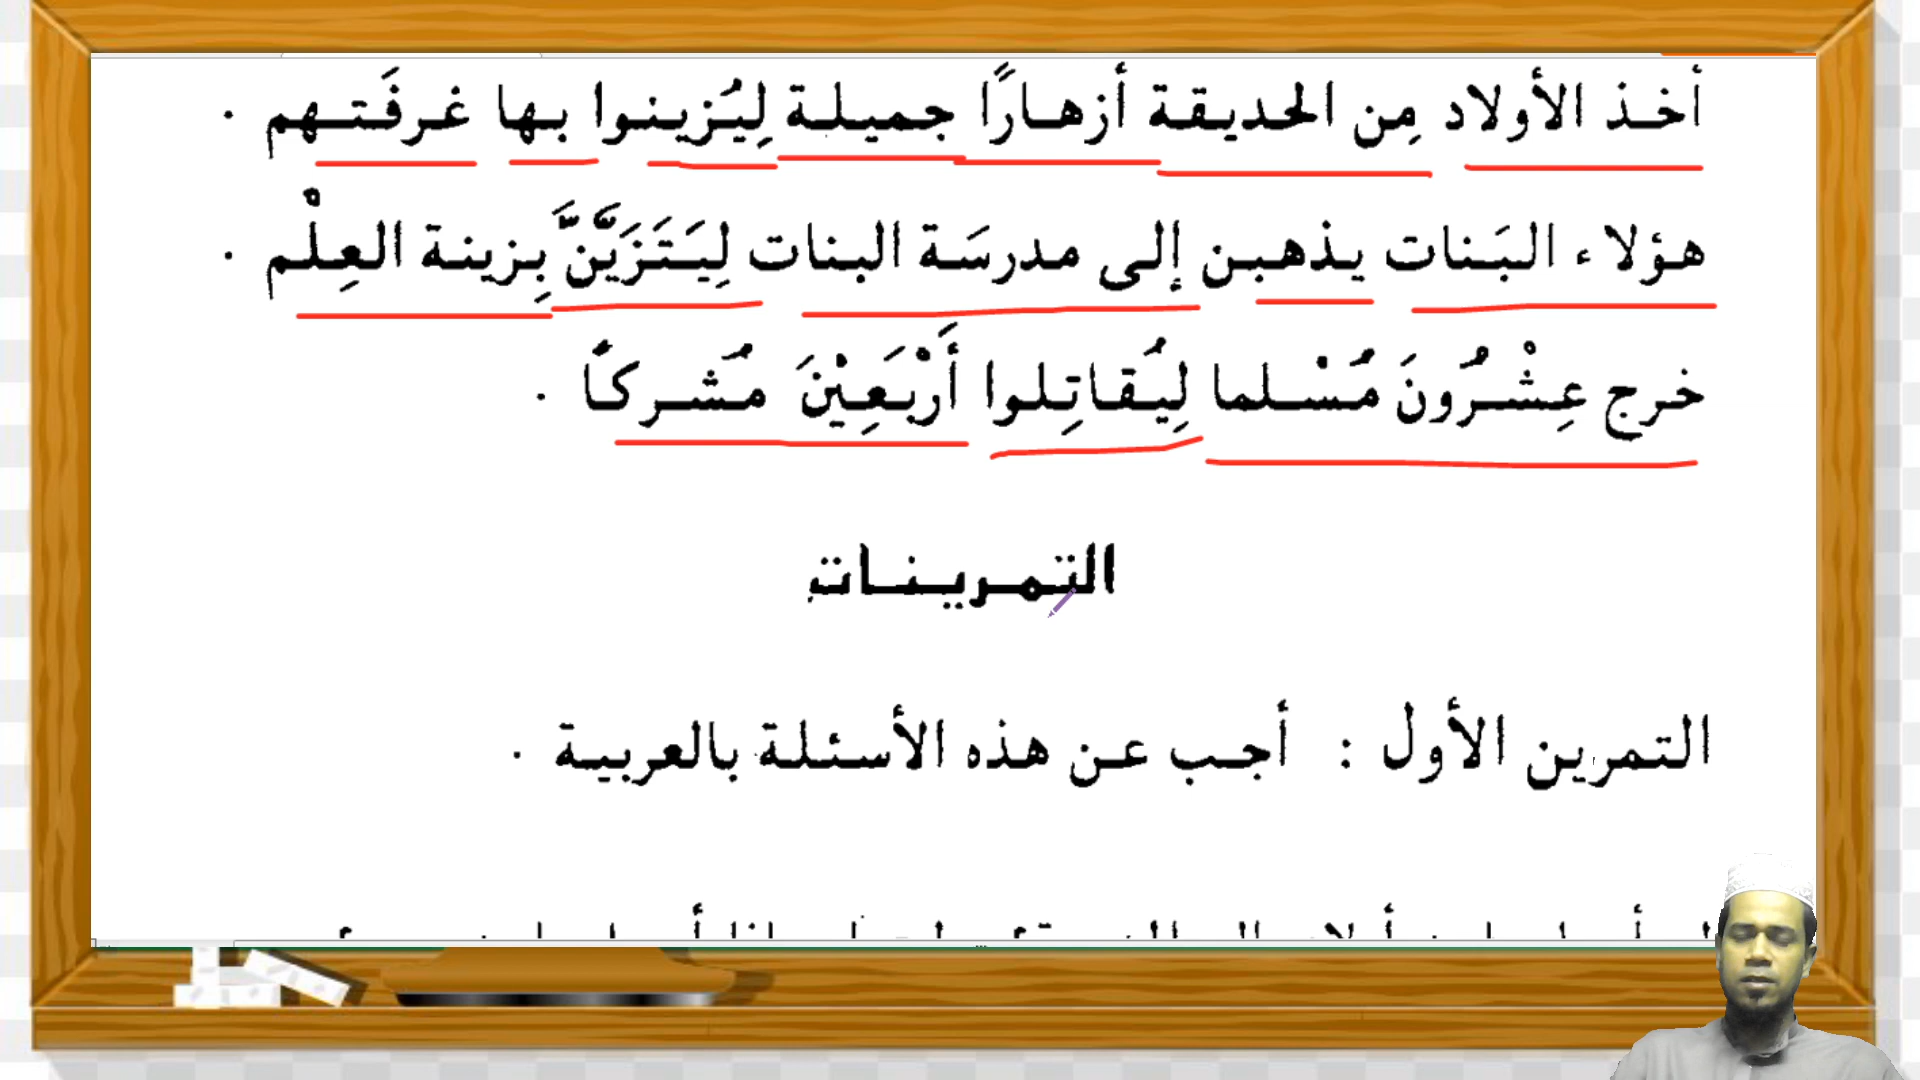 أخذ الأولاد مِن الحديقة أزهارًا جميلة لِيُزينوا بها غرفَتهم .
هؤلاء البَنات يذهبن إلى مدرسَة البنات لِيَتَزَيَّنَّ بِزينة العِلْم .
خرج عِشْرُونَ مُسْلما لِيُقاتِلوا أَرْبَعِيْنَ مُشركًا .
التمرينات
التمرين الأول : أجب عن هذه الأسئلة بالعربية .